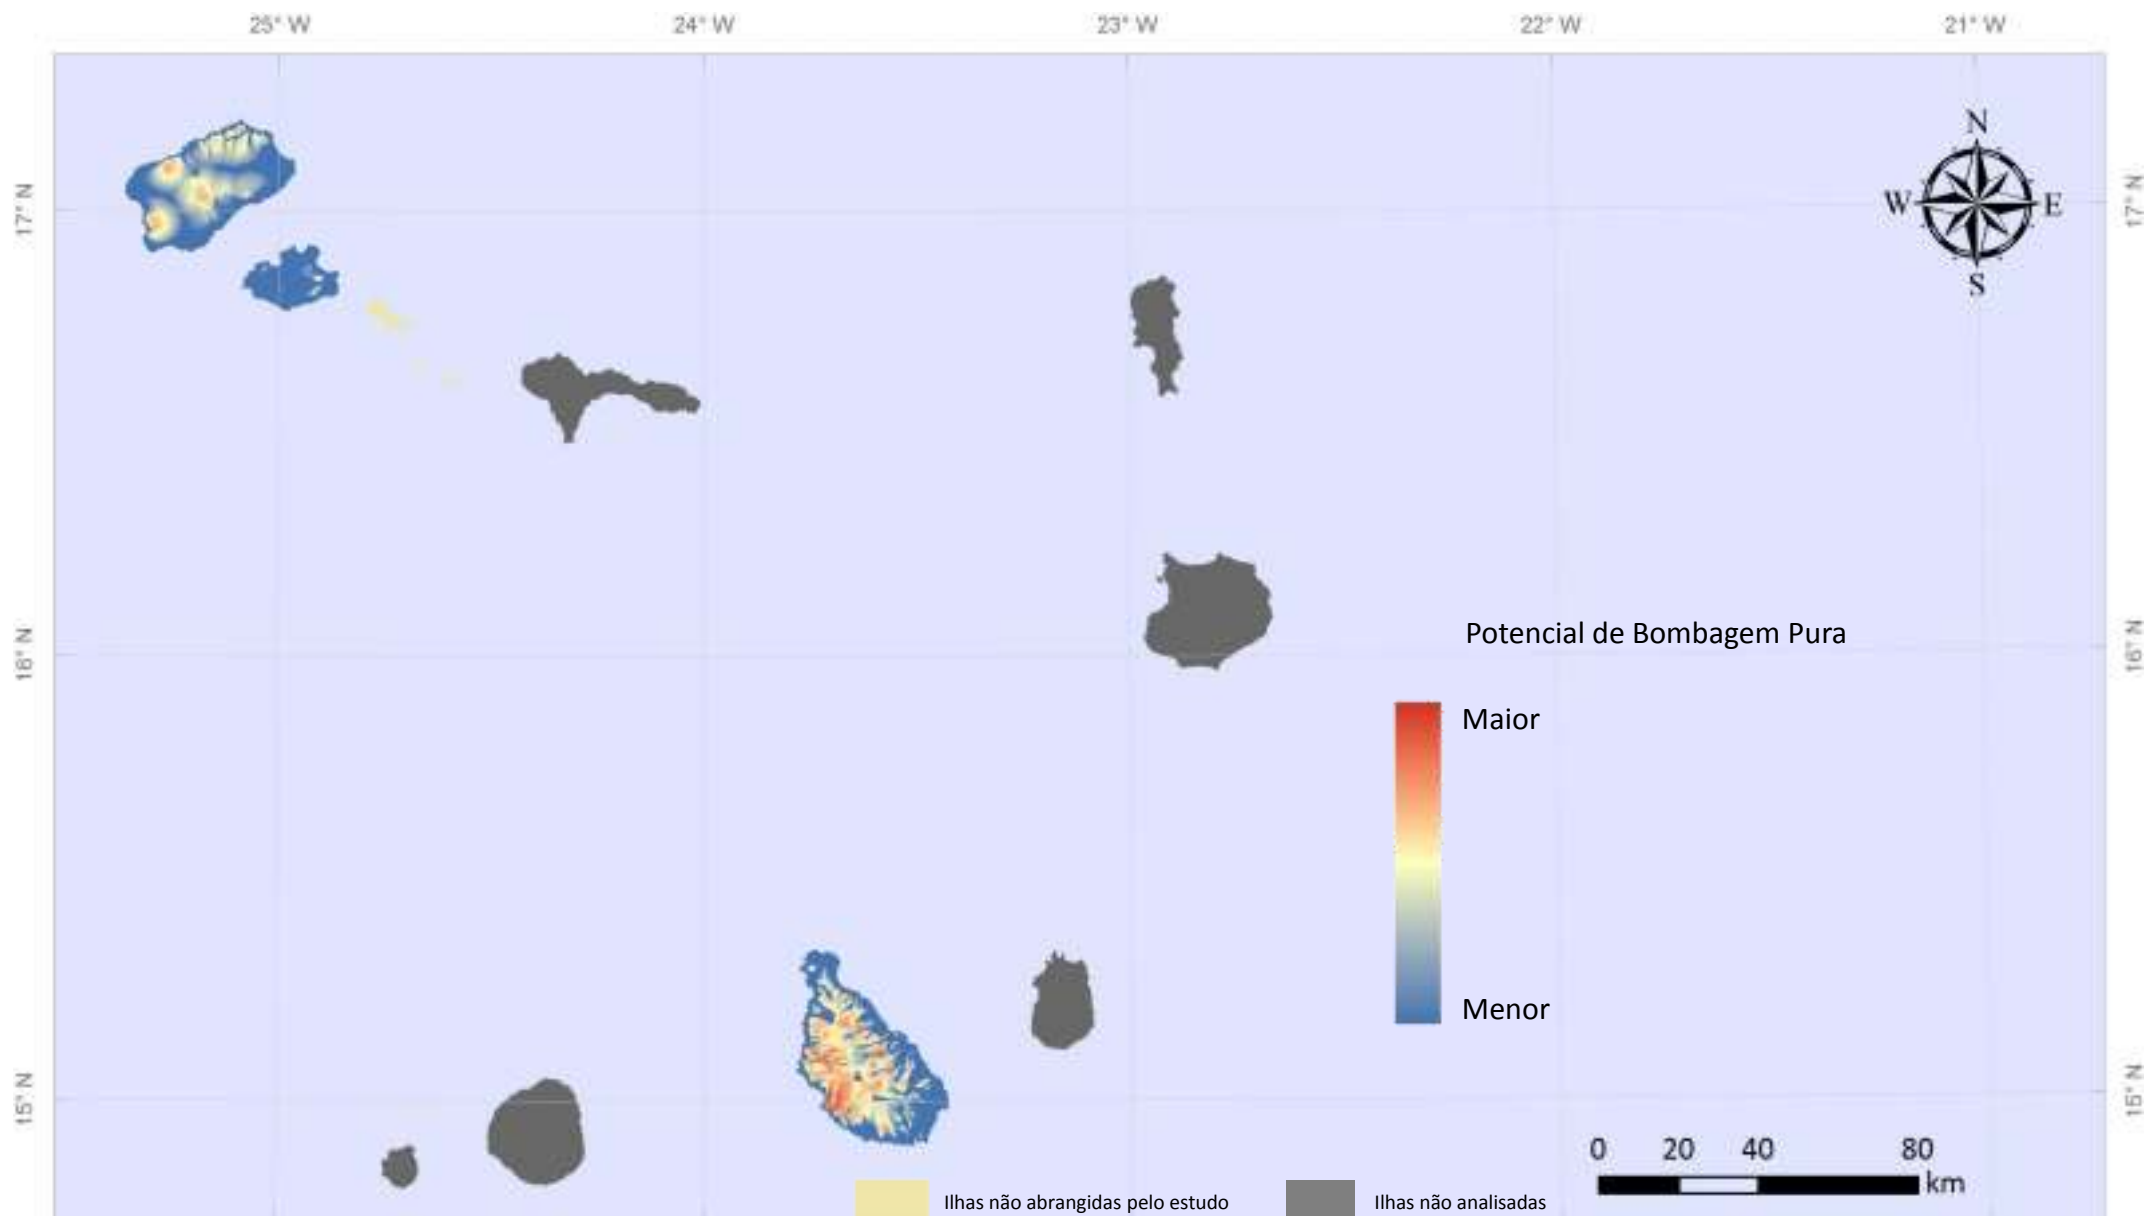 25° W 24° W 23° W 22° W 21° W
N
W E
S
17° N 17° N
16° N 16° N
Potencial de Bombagem Pura
Maior
Menor
15° N 15° N
0 20 40 80
km
Ilhas não abrangidas pelo estudo Ilhas não analisadas